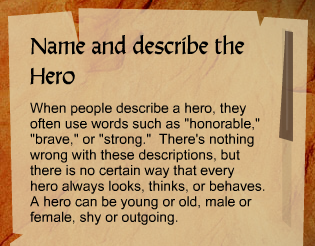 Name and describe the
Hero
When people describe a hero, they
often use words such as "honorable,"
"brave," or "strong."  There's nothing
wrong with these descriptions, but
there is no certain way that every
hero always looks, thinks, or behaves.
A hero can be young or old, male or
female, shy or outgoing.